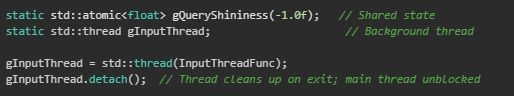 static std::atomic<float> gQueryShininess(-1.0f);   // Shared state
static std::thread gInputThread;                    // Background thread
gInputThread = std::thread(InputThreadFunc);
gInputThread.detach();  // Thread cleans up on exit; main thread unblocked